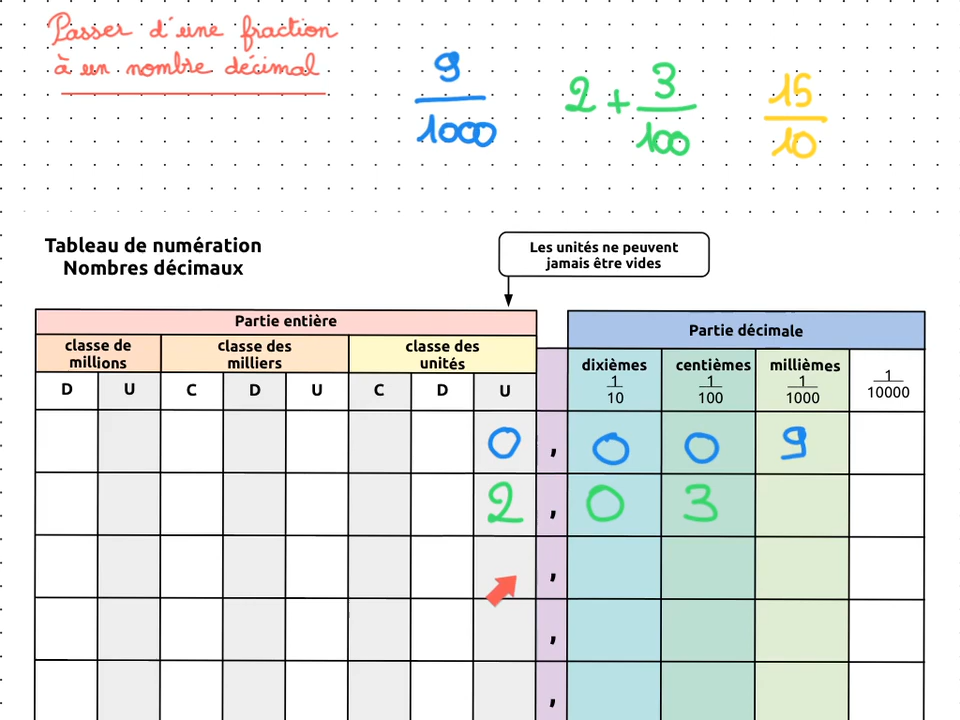 Passer d'une fraction
à un nombre décimal
9/1000
2 + 3/100
15/10
Tableau de numération
Nombres décimaux
Les unités ne peuvent
jamais être vides
Partie entière
Partie décimale
classe de
millions
classe des
milliers
classe des
unités
dixièmes
1/10
centièmes
1/100
millièmes
1/1000
1/10000
D U C D U C D U
0 , 0 0 9
2 , 0 3
,
,
,